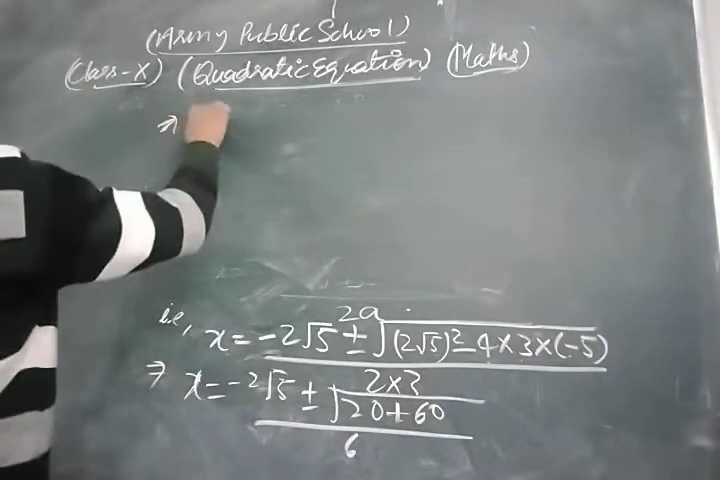 (Army Public School)
(Class-X) (Quadratic Equation) (Maths)
→
2a
i.e, x = -2√5 ± √(2√5)² - 4×3×(-5)
2×3
⇒ x = -2√5 ± √20+60
6